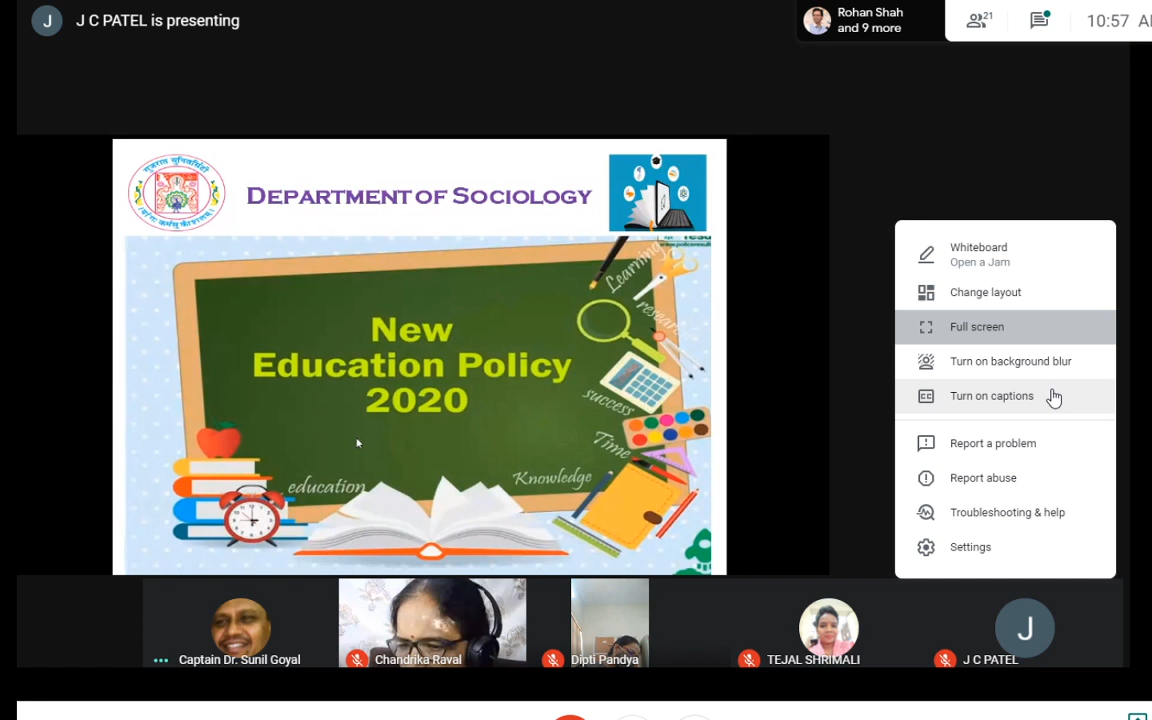 J
J C PATEL is presenting
Rohan Shah
and 9 more
21
10:57
DEPARTMENT OF SOCIOLOGY
Learning
research
New
Education Policy
2020
success
Time
education
Knowledge
Whiteboard
Open a Jam
Change layout
Full screen
Turn on background blur
CC
Turn on captions
Report a problem
Report abuse
Troubleshooting & help
Settings
J
Captain Dr. Sunil Goyal
Chandrika Raval
Dipti Pandya
TEJAL SHRIMALI
J C PATEL